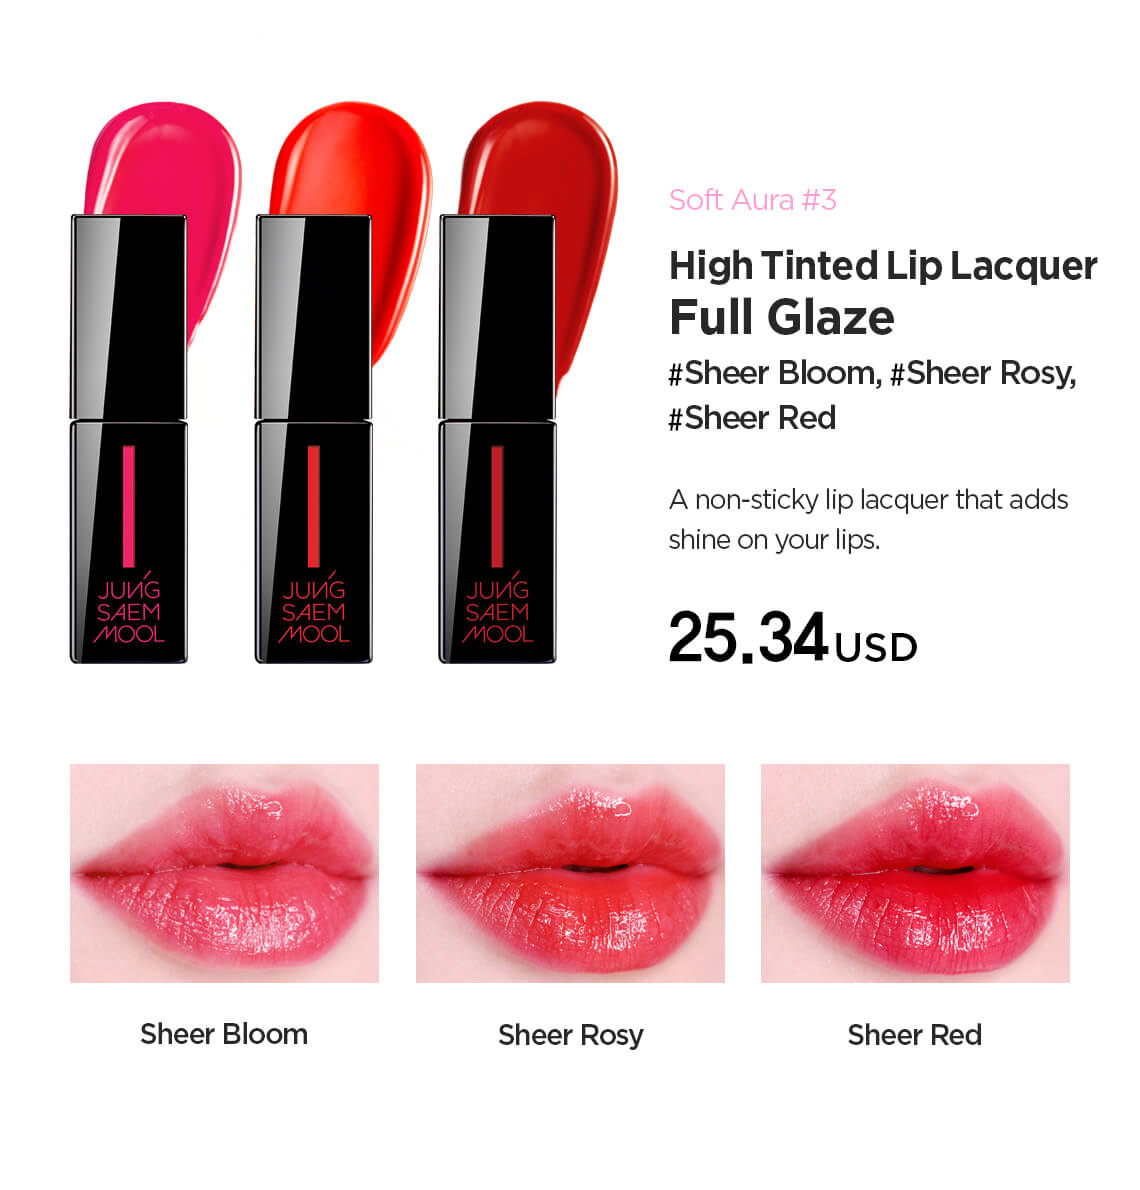 Soft Aura #3
High Tinted Lip Lacquer
Full Glaze
#Sheer Bloom, #Sheer Rosy,
#Sheer Red
A non-sticky lip lacquer that adds
shine on your lips.
25.34USD
JUNG
SAEM
MOOL
JUNG
SAEM
MOOL
JUNG
SAEM
MOOL
Sheer Bloom
Sheer Rosy
Sheer Red